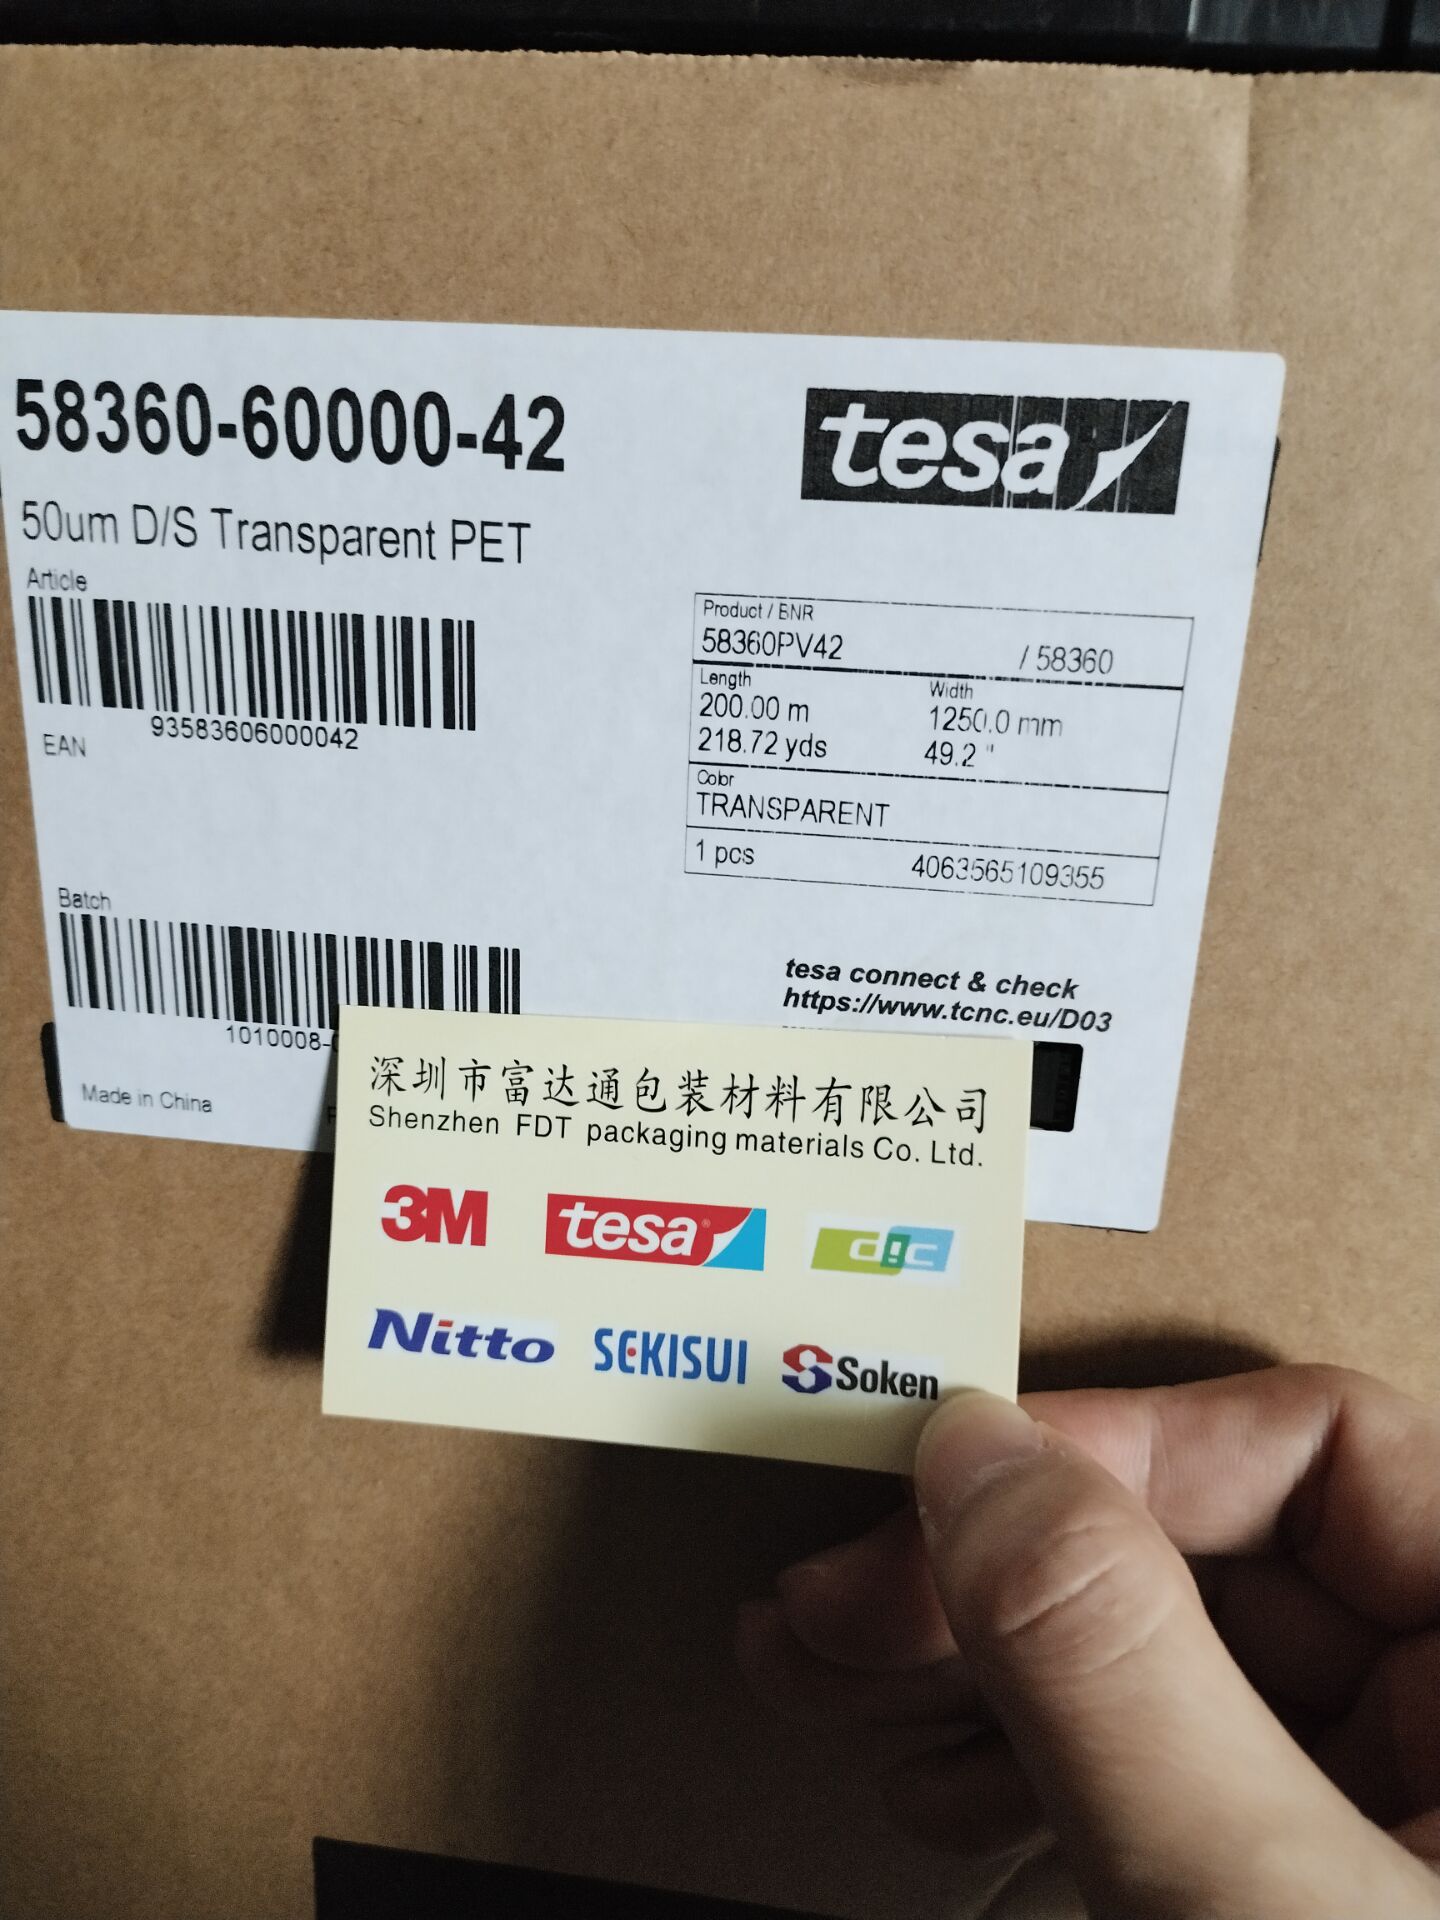 58360-60000-42
tesa
50um D/S Transparent PET
Article
93583606000042
EAN
Product / BNR
58360PV42 / 58360
Length Width
200.00 m 1250.0 mm
218.72 yds 49.2 "
Color
TRANSPARENT
1 pcs 4063565109355
Batch
1010008-
Made in China
tesa connect & check
https://www.tcnc.eu/D03
深圳市富达通包装材料有限公司
Shenzhen FDT packaging materials Co. Ltd.
3M tesa® dic
Nitto SEKISUI Soken